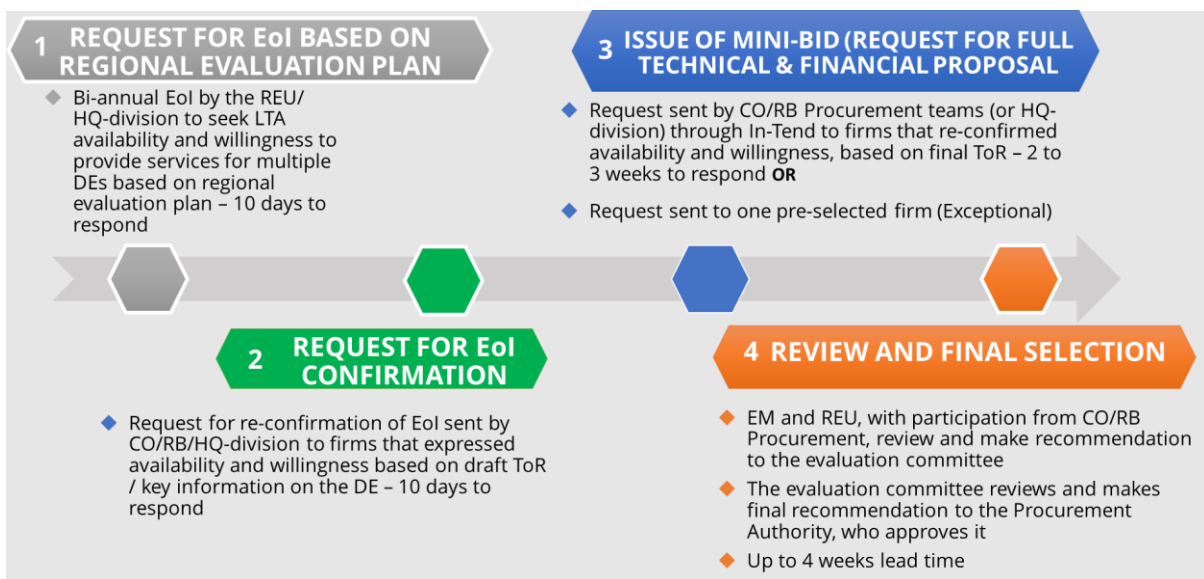 1 REQUEST FOR EoI BASED ON
REGIONAL EVALUATION PLAN
Bi-annual EoI by the REU/
HQ-division to seek LTA
availability and willingness to
provide services for multiple
DEs based on regional
evaluation plan – 10 days to
respond
2 REQUEST FOR EoI
CONFIRMATION
Request for re-confirmation of EoI sent by
CO/RB/HQ-division to firms that expressed
availability and willingness based on draft ToR
/ key information on the DE – 10 days to
respond
3 ISSUE OF MINI-BID (REQUEST FOR FULL
TECHNICAL & FINANCIAL PROPOSAL
Request sent by CO/RB Procurement teams (or HQ-
division) through In-Tend to firms that re-confirmed
availability and willingness, based on final ToR – 2 to
3 weeks to respond OR
Request sent to one pre-selected firm (Exceptional)
4 REVIEW AND FINAL SELECTION
EM and REU, with participation from CO/RB
Procurement, review and make recommendation
to the evaluation committee
The evaluation committee reviews and makes
final recommendation to the Procurement
Authority, who approves it
Up to 4 weeks lead time